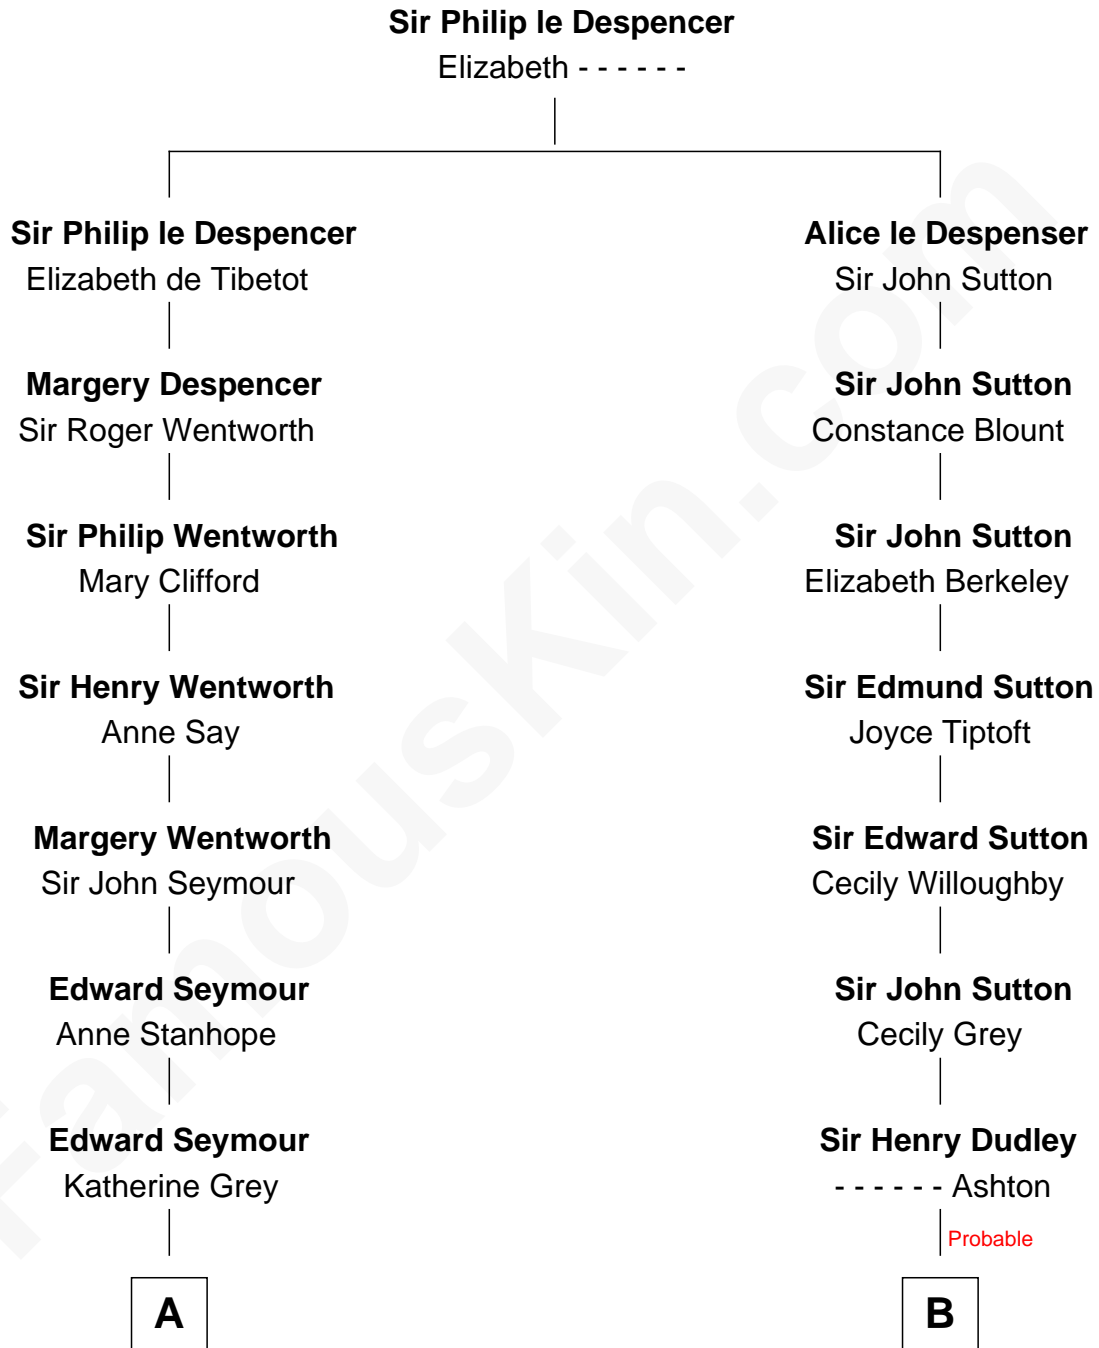 Sir Philip le Despencer
Elizabeth - - - - - -
Sir Philip le Despencer
Elizabeth de Tibetot
Alice le Despenser
Sir John Sutton
Margery Despencer
Sir Roger Wentworth
Sir John Sutton
Constance Blount
Sir Philip Wentworth
Mary Clifford
Sir John Sutton
Elizabeth Berkeley
Sir Henry Wentworth
Anne Say
Sir Edmund Sutton
Joyce Tiptoft
Margery Wentworth
Sir John Seymour
Sir Edward Sutton
Cecily Willoughby
Edward Seymour
Anne Stanhope
Sir John Sutton
Cecily Grey
Edward Seymour
Katherine Grey
Sir Henry Dudley
- - - - - - Ashton
Probable
A
B
FamousKin.com